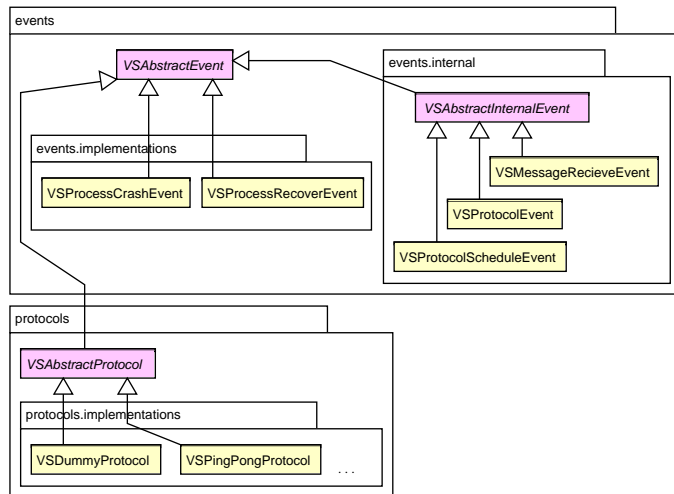 events
VSAbstractEvent
events.internal
VSAbstractInternalEvent
events.implementations
VSMessageRecieveEvent
VSProcessCrashEvent
VSProcessRecoverEvent
VSProtocolEvent
VSProtocolScheduleEvent
protocols
VSAbstractProtocol
protocols.implementations
VSDummyProtocol
VSPingPongProtocol
...